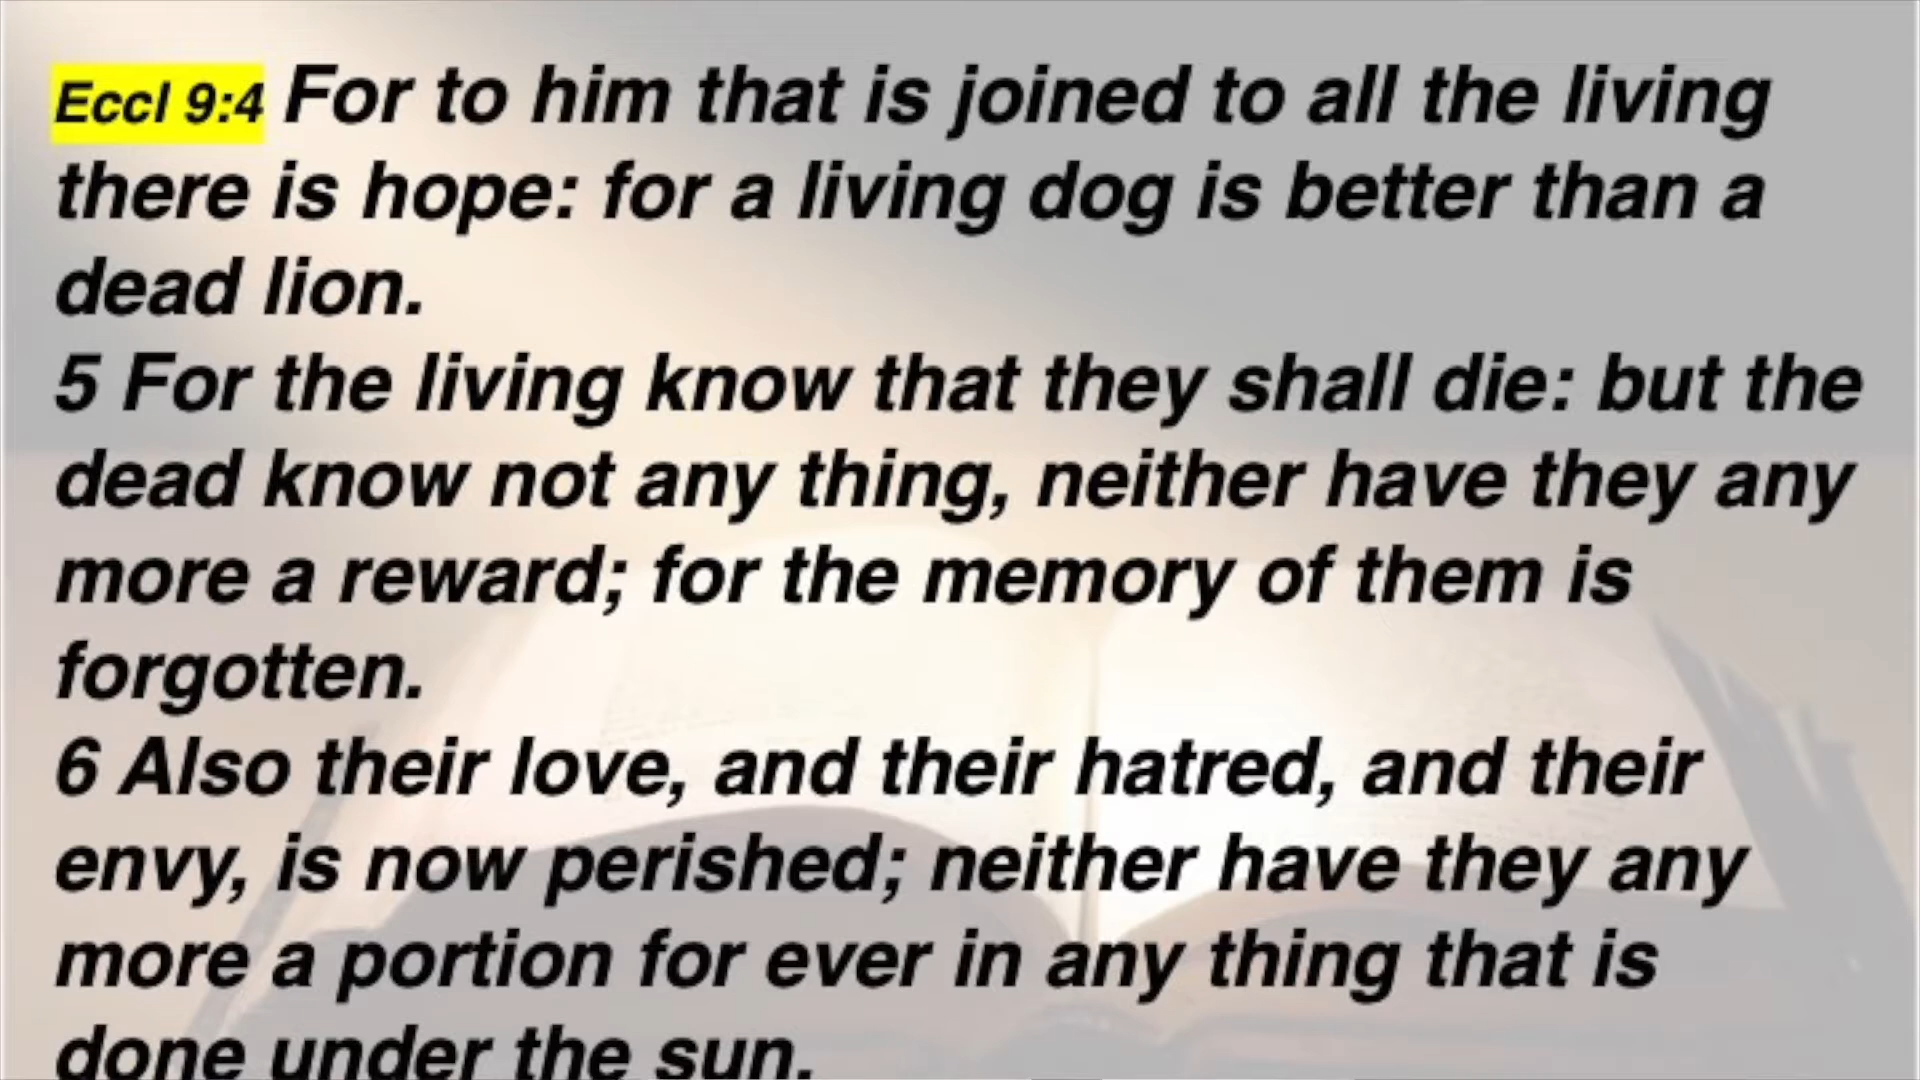 Eccl 9:4 For to him that is joined to all the living
there is hope: for a living dog is better than a
dead lion.
5 For the living know that they shall die: but the
dead know not any thing, neither have they any
more a reward; for the memory of them is
forgotten.
6 Also their love, and their hatred, and their
envy, is now perished; neither have they any
more a portion for ever in any thing that is
done under the sun.